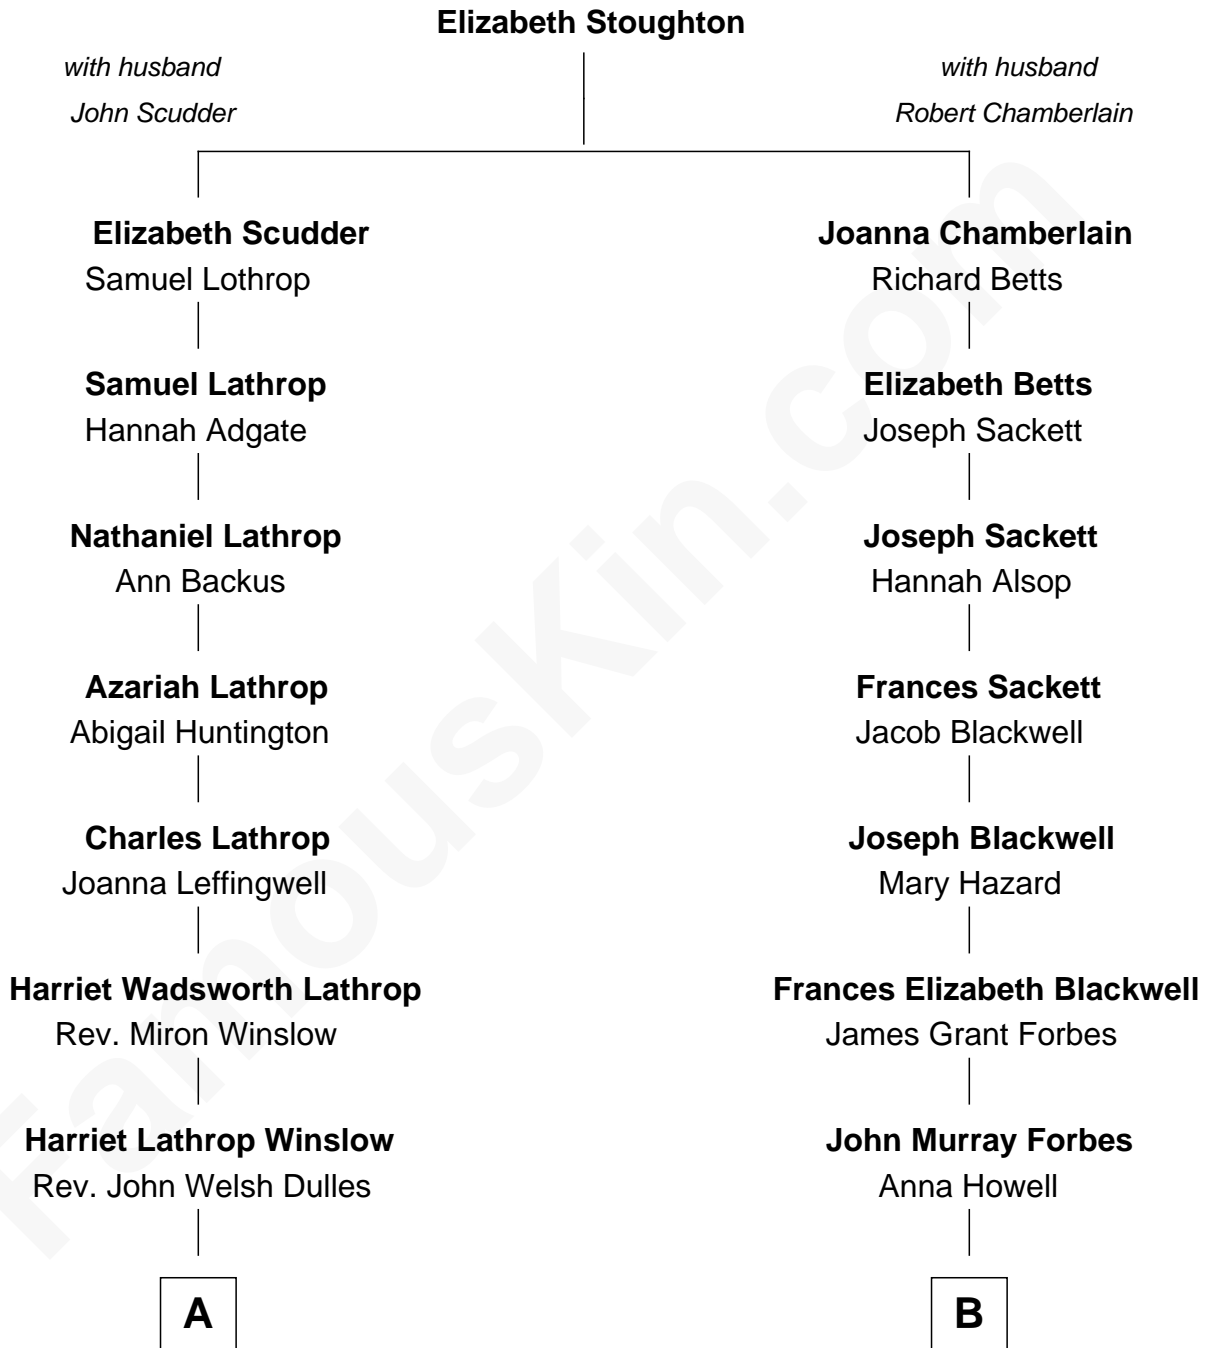 Elizabeth Stoughton
with husband
John Scudder
with husband
Robert Chamberlain
Elizabeth Scudder
Samuel Lothrop
Joanna Chamberlain
Richard Betts
Samuel Lathrop
Hannah Adgate
Elizabeth Betts
Joseph Sackett
Nathaniel Lathrop
Ann Backus
Joseph Sackett
Hannah Alsop
Azariah Lathrop
Abigail Huntington
Frances Sackett
Jacob Blackwell
Charles Lathrop
Joanna Leffingwell
Joseph Blackwell
Mary Hazard
Harriet Wadsworth Lathrop
Rev. Miron Winslow
Frances Elizabeth Blackwell
James Grant Forbes
Harriet Lathrop Winslow
Rev. John Welsh Dulles
John Murray Forbes
Anna Howell
A
B
FamousKin.com